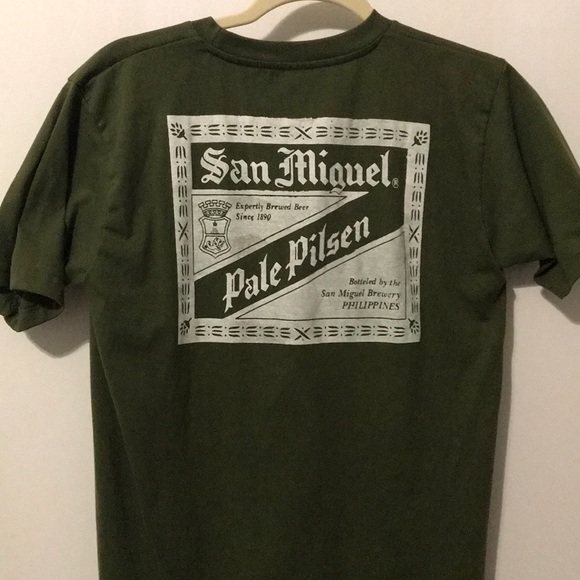 San Miguel®
Expertly Brewed Beer
Since 1890
Pale Pilsen
Bottled by the
San Miguel Brewery
PHILIPPINES